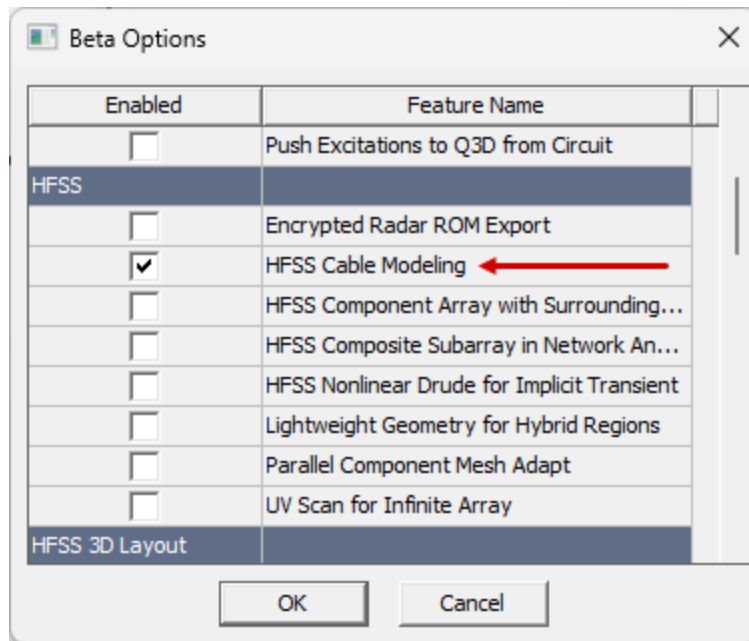 Beta Options
Enabled Feature Name
Push Excitations to Q3D from Circuit
HFSS
Encrypted Radar ROM Export
HFSS Cable Modeling
HFSS Component Array with Surrounding...
HFSS Composite Subarray in Network An...
HFSS Nonlinear Drude for Implicit Transient
Lightweight Geometry for Hybrid Regions
Parallel Component Mesh Adapt
UV Scan for Infinite Array
HFSS 3D Layout
OK Cancel